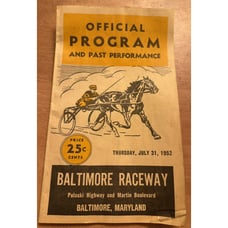 OFFICIAL
PROGRAM
AND PAST PERFORMANCE
PRICE
25¢
CENTS
THURSDAY, JULY 31, 1952
BALTIMORE RACEWAY
Pulaski Highway and Martin Boulevard
BALTIMORE, MARYLAND